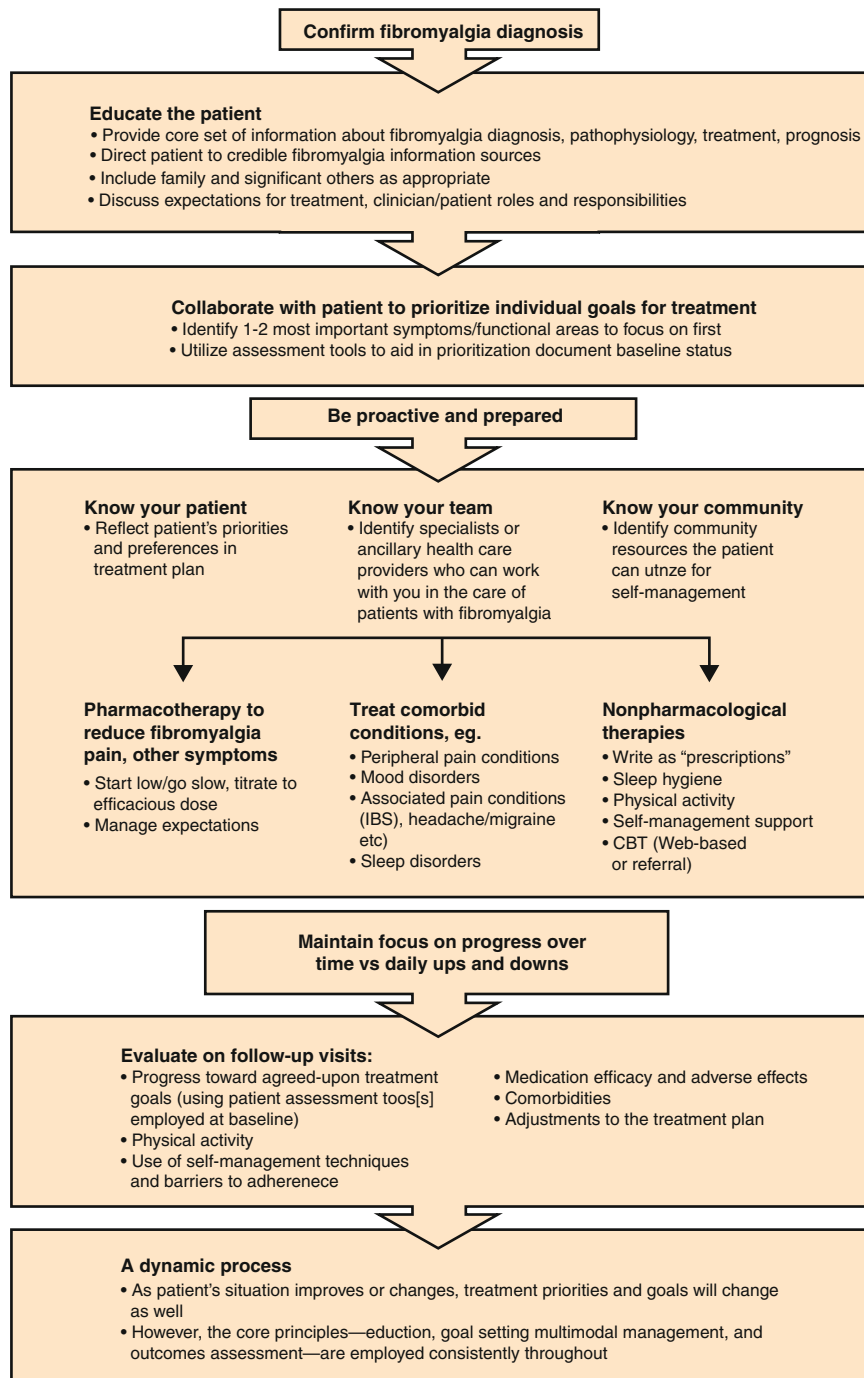 Confirm fibromyalgia diagnosis
Educate the patient
• Provide core set of information about fibromyalgia diagnosis, pathophysiology, treatment, prognosis
• Direct patient to credible fibromyalgia information sources
• Include family and significant others as appropriate
• Discuss expectations for treatment, clinician/patient roles and responsibilities
Collaborate with patient to prioritize individual goals for treatment
• Identify 1-2 most important symptoms/functional areas to focus on first
• Utilize assessment tools to aid in prioritization document baseline status
Be proactive and prepared
Know your patient
• Reflect patient's priorities
and preferences in
treatment plan
Know your team
• Identify specialists or
ancillary health care
providers who can work
with you in the care of
patients with fibromyalgia
Know your community
• Identify community
resources the patient
can utnze for
self-management
Pharmacotherapy to
reduce fibromyalgia
pain, other symptoms
• Start low/go slow, titrate to
efficacious dose
• Manage expectations
Treat comorbid
conditions, eg.
• Peripheral pain conditions
• Mood disorders
• Associated pain conditions
(IBS), headache/migraine
etc)
• Sleep disorders
Nonpharmacological
therapies
• Write as “prescriptions”
• Sleep hygiene
• Physical activity
• Self-management support
• CBT (Web-based
or referral)
Maintain focus on progress over
time vs daily ups and downs
Evaluate on follow-up visits:
• Progress toward agreed-upon treatment
goals (using patient assessment toos[s]
employed at baseline)
• Physical activity
• Use of self-management techniques
and barriers to adherenece
• Medication efficacy and adverse effects
• Comorbidities
• Adjustments to the treatment plan
A dynamic process
• As patient's situation improves or changes, treatment priorities and goals will change
as well
• However, the core principles—eduction, goal setting multimodal management, and
outcomes assessment—are employed consistently throughout